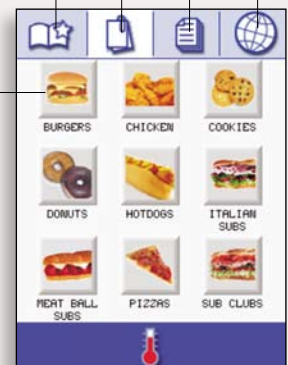 BURGERS CHICKEN COOKIES
DONUTS HOTDOGS ITALIAN
SUBS
MEAT BALL PIZZAS SUB CLUBS
SUBS